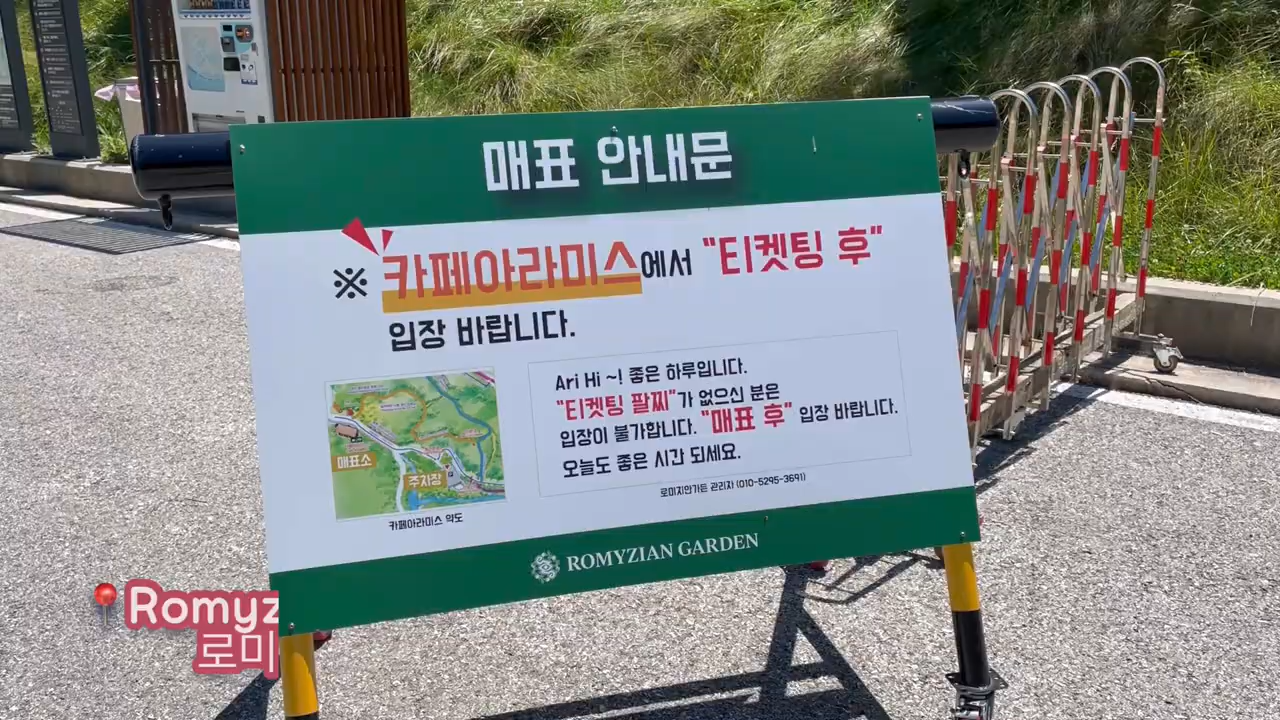 매표 안내문
※ 카페아라미스에서 "티켓팅 후"
입장 바랍니다.
Ari Hi ~! 좋은 하루입니다.
"티켓팅 팔찌"가 없으신 분은
입장이 불가합니다. "매표 후" 입장 바랍니다.
오늘도 좋은 시간 되세요.
로미지안가든 관리자 (010-5295-3691)
매표소
주차장
카페아라미스 약도
ROMYZIAN GARDEN
Romyz
로미